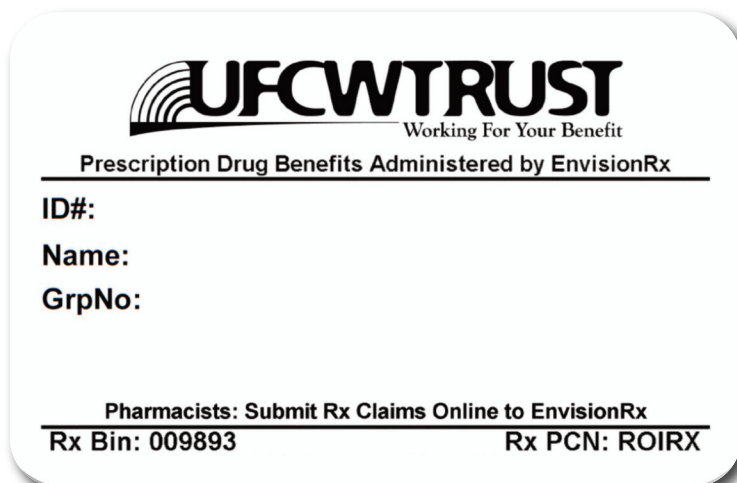 UFCWTRUST
Working For Your Benefit
Prescription Drug Benefits Administered by EnvisionRx
ID#:
Name:
GrpNo:
Pharmacists: Submit Rx Claims Online to EnvisionRx
Rx Bin: 009893 Rx PCN: ROIRX